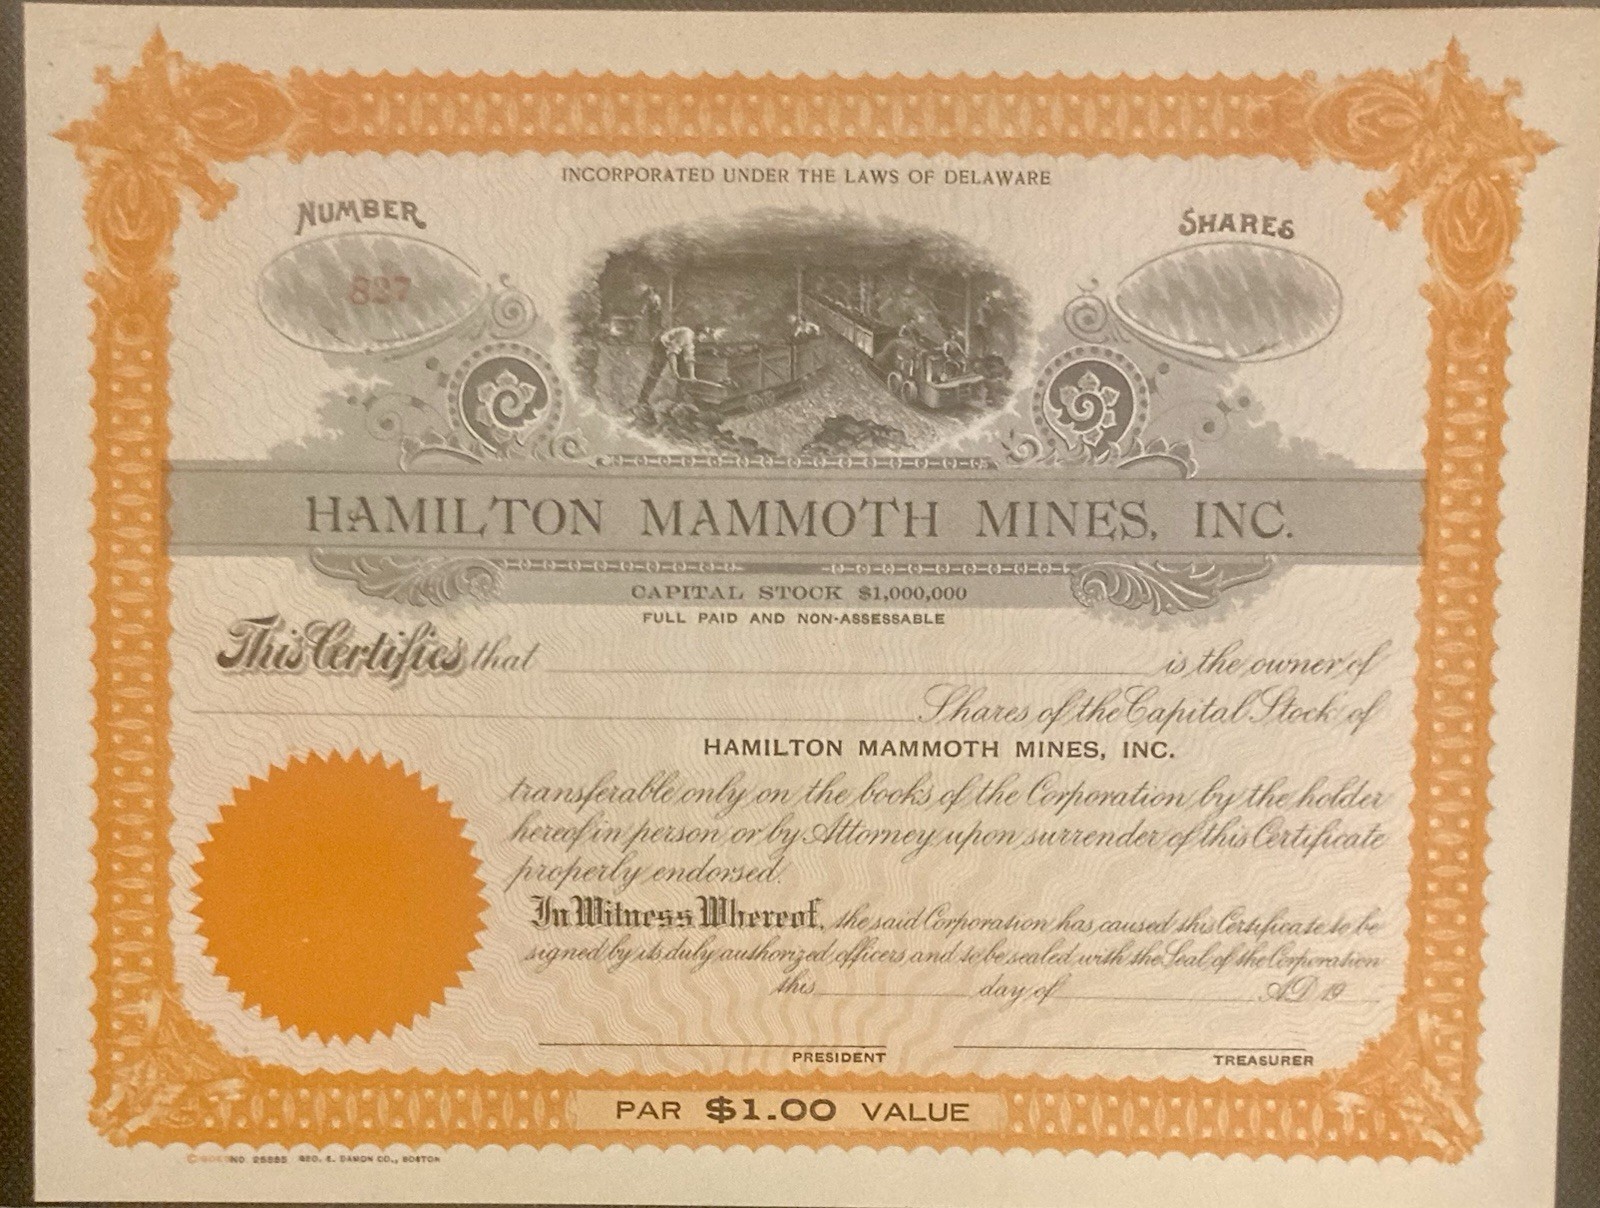 INCORPORATED UNDER THE LAWS OF DELAWARE
NUMBER
SHARES
827
HAMILTON MAMMOTH MINES, INC.
CAPITAL STOCK $1,000,000
FULL PAID AND NON-ASSESSABLE
This Certifies that is the owner of
Shares of the Capital Stock of
HAMILTON MAMMOTH MINES, INC.
transferable only on the books of the Corporation by the holder
hereof in person or by Attorney upon surrender of this Certificate
properly endorsed.
In Witness Whereof, the said Corporation has caused this Certificate to be
signed by its duly authorized officers and to be sealed with the Seal of the Corporation
this day of A.D. 19
PRESIDENT
TREASURER
PAR $1.00 VALUE
GEO. E. DAMON CO., BOSTON